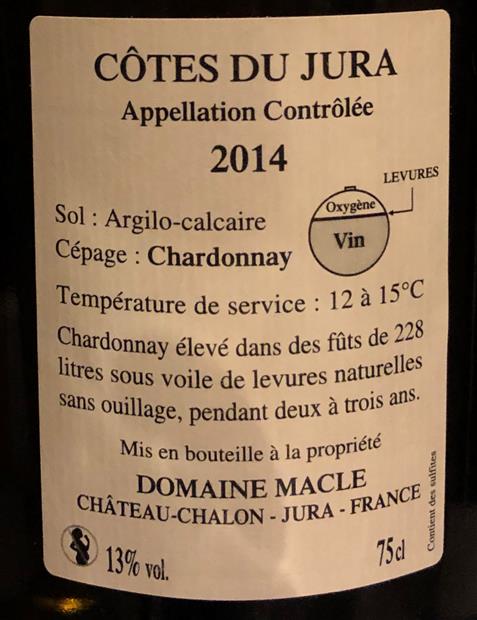 CÔTES DU JURA
Appellation Contrôlée
2014
LEVURES
Oxygène
Vin
Sol : Argilo-calcaire
Cépage : Chardonnay
Température de service : 12 à 15°C
Chardonnay élevé dans des fûts de 228
litres sous voile de levures naturelles
sans ouillage, pendant deux à trois ans.
Mis en bouteille à la propriété
DOMAINE MACLE
CHÂTEAU-CHALON - JURA - FRANCE
13% vol.
75cl
Contient des sulfites